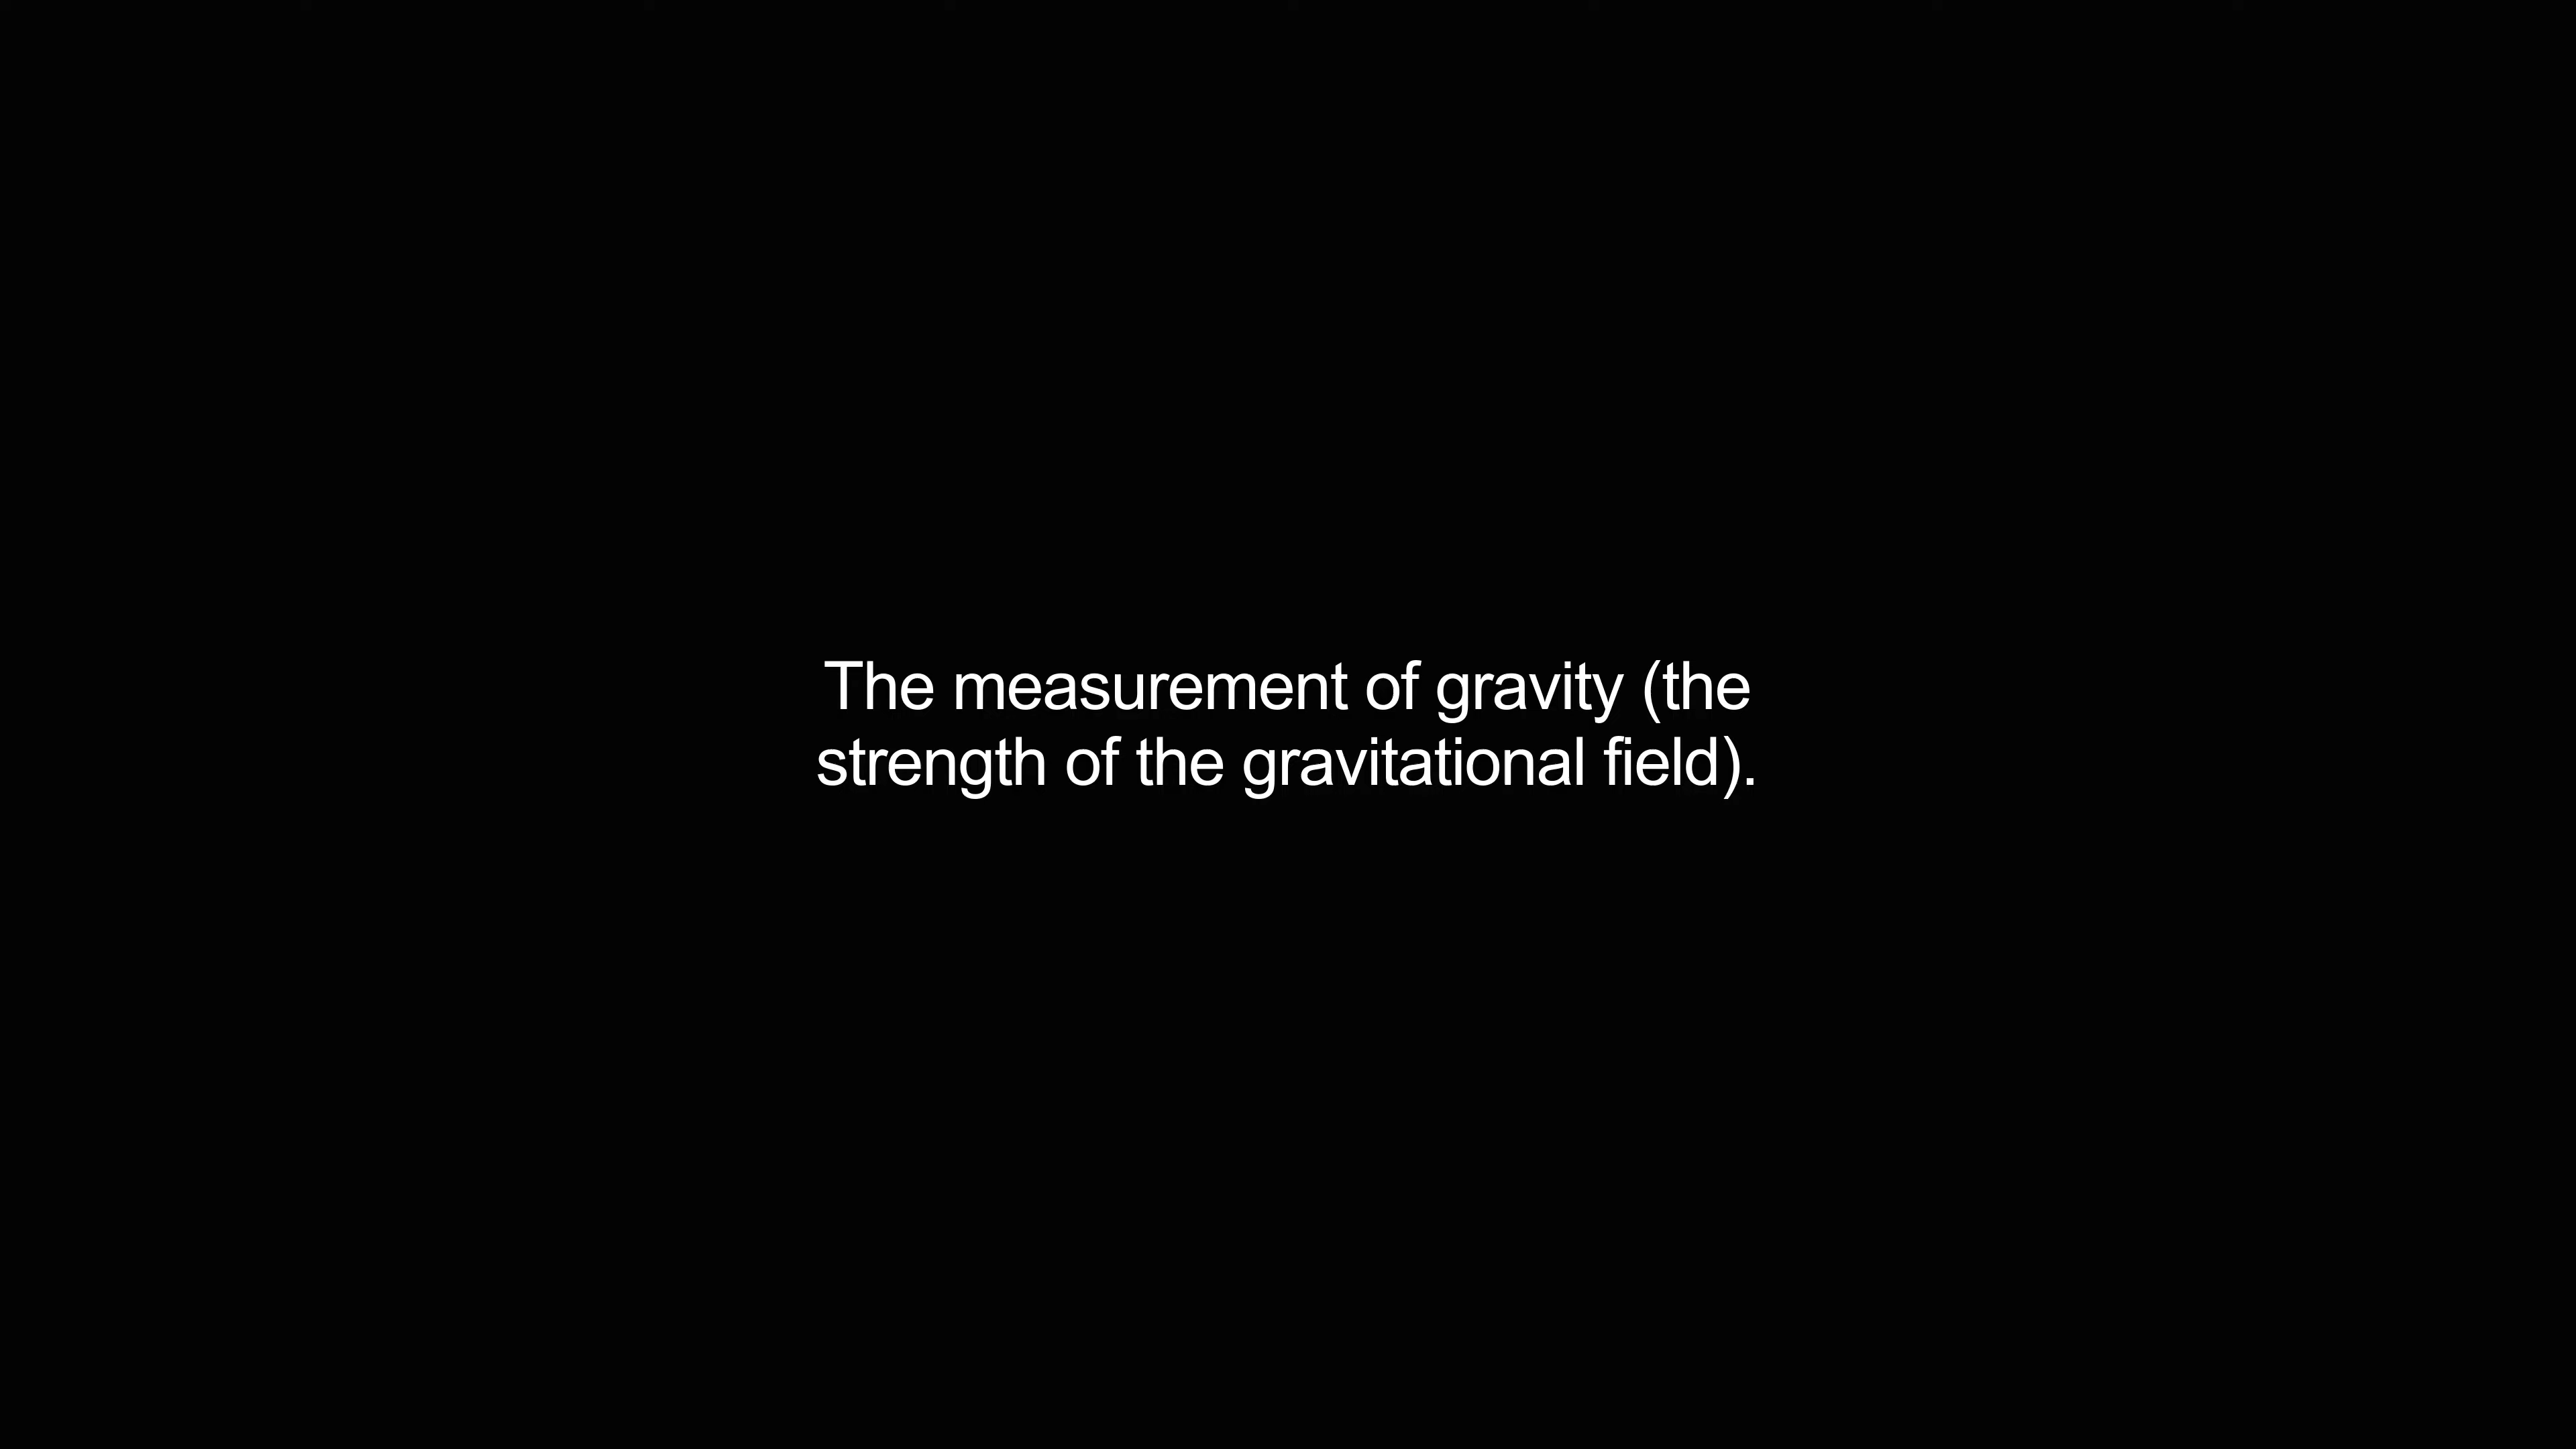 The measurement of gravity (the
strength of the gravitational field).